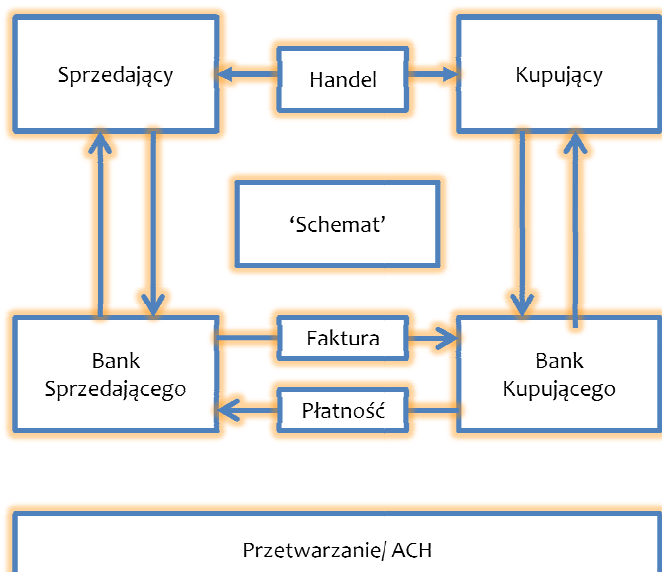 Sprzedający
Handel
Kupujący
‘Schemat’
Bank
Sprzedającego
Faktura
Płatność
Bank
Kupującego
Przetwarzanie/ ACH